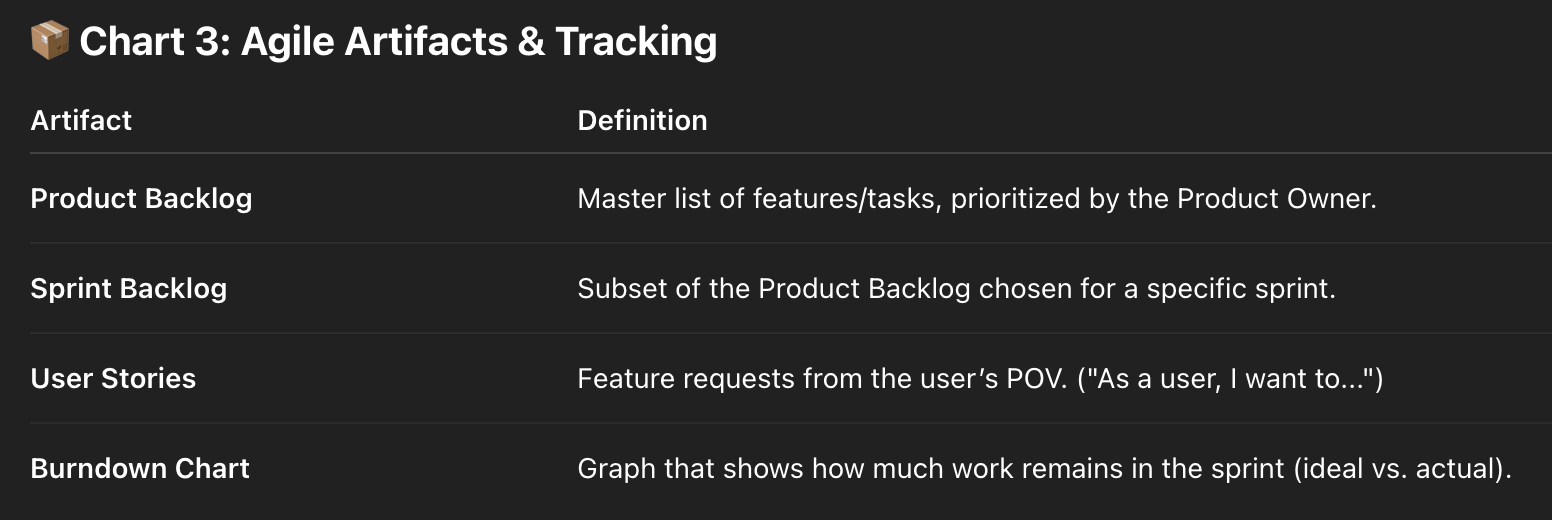 📦 Chart 3: Agile Artifacts & Tracking
Artifact Definition
Product Backlog Master list of features/tasks, prioritized by the Product Owner.
Sprint Backlog Subset of the Product Backlog chosen for a specific sprint.
User Stories Feature requests from the user’s POV. ("As a user, I want to...")
Burndown Chart Graph that shows how much work remains in the sprint (ideal vs. actual).